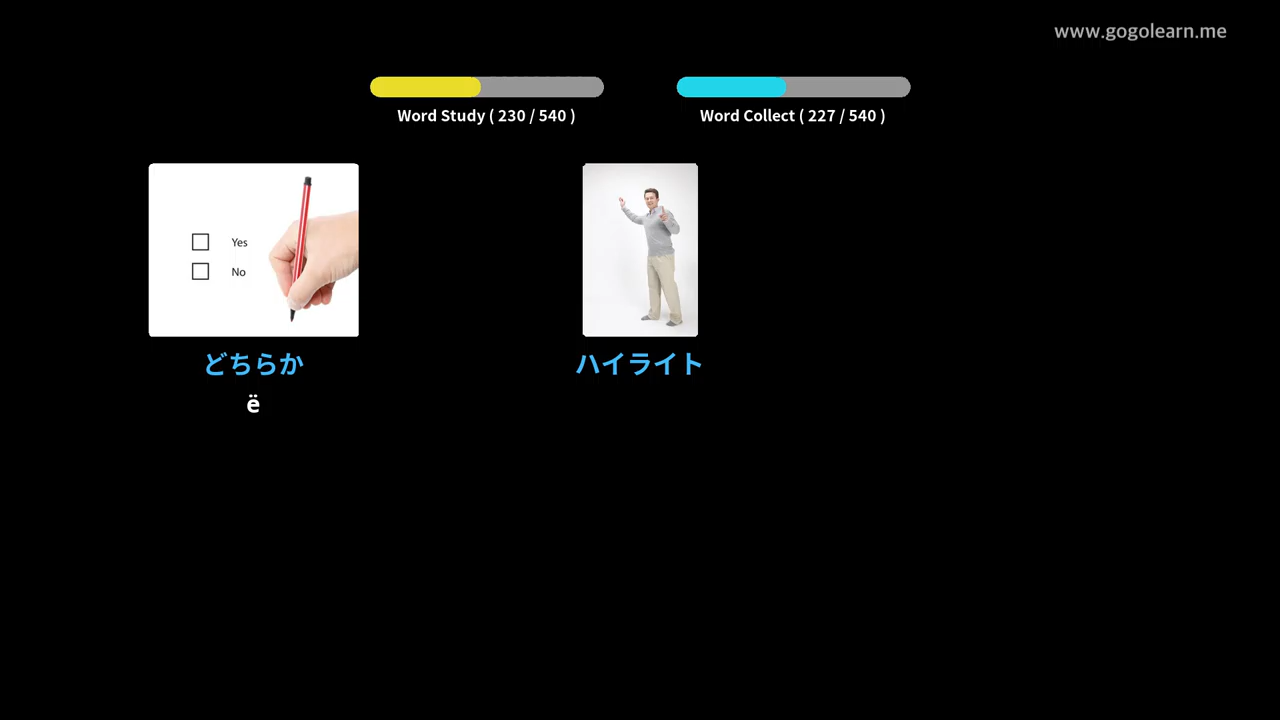 www.gogolearn.me
Word Study ( 230 / 540 )
Word Collect ( 227 / 540 )
Yes
No
どちらか
ハイライト
ë